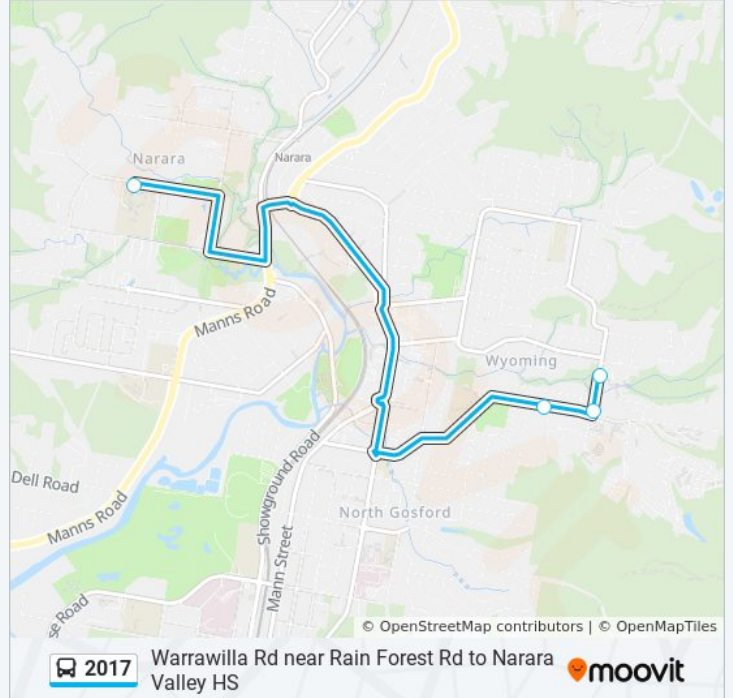 Narara
Narara
Manns Road
Wyoming
Dell Road
Manns Road
Showground Road
North Gosford
Mann Street
se Road
© OpenStreetMap contributors | © OpenMapTiles
2017
Warrawilla Rd near Rain Forest Rd to Narara
Valley HS
moovit